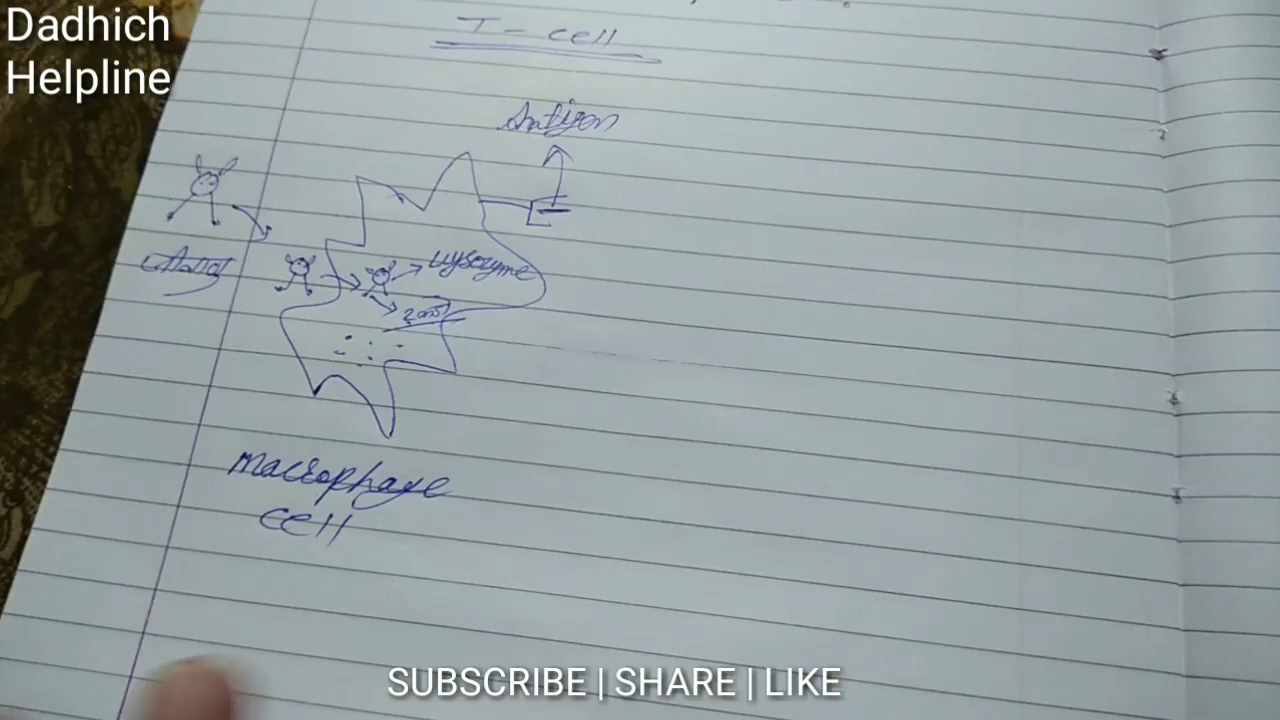 Dadhich
Helpline
T - cell
Antigen
Lysozyme
macrophage
cell
SUBSCRIBE | SHARE | LIKE